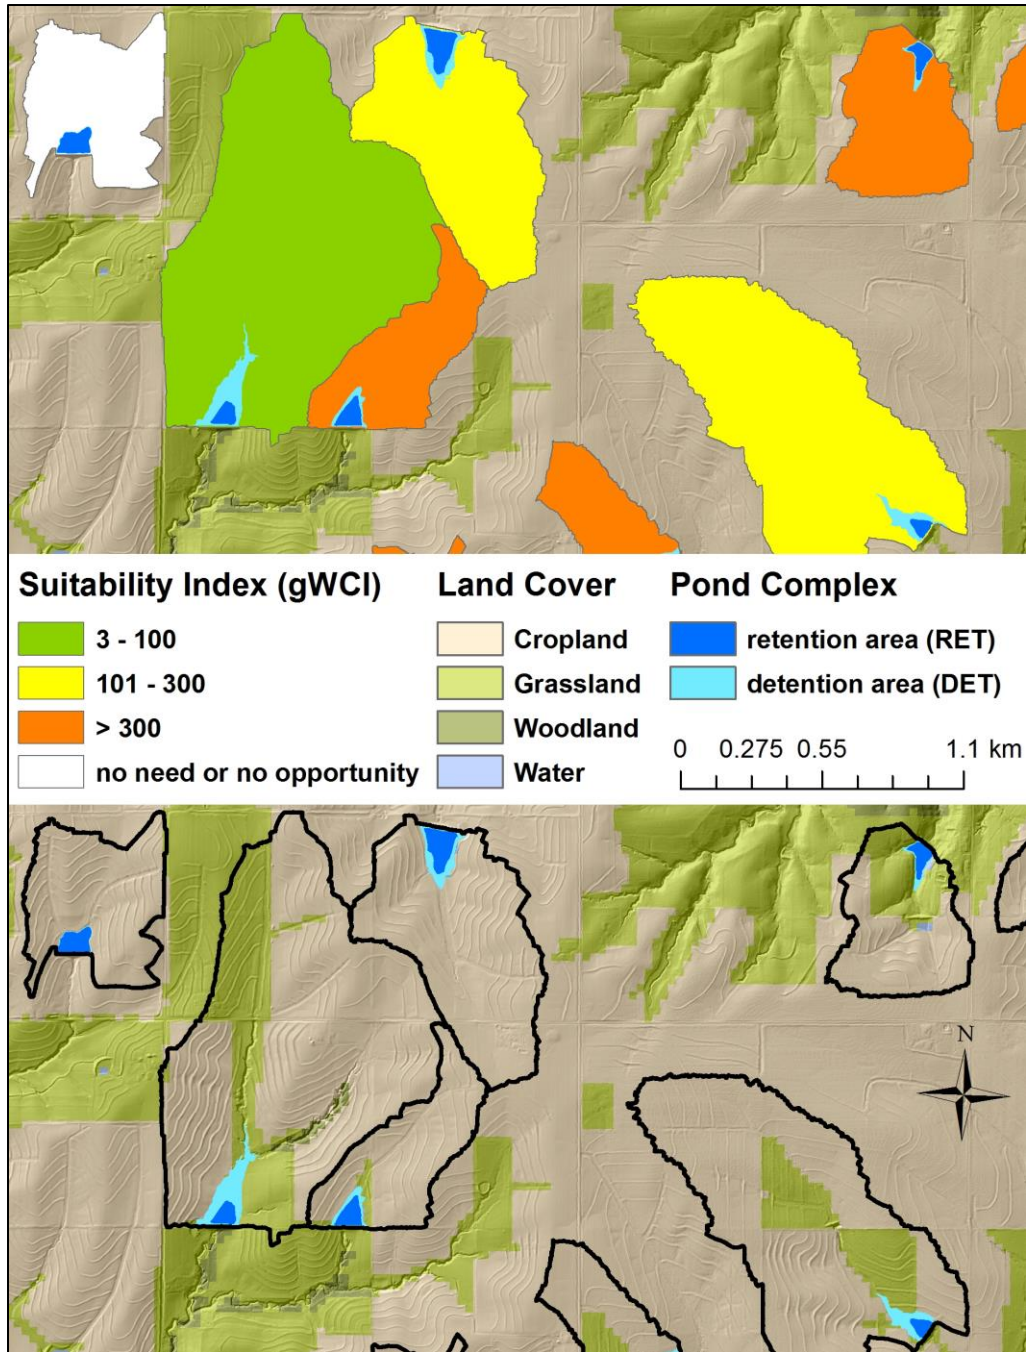 Suitability Index (gWCI)
3 - 100
101 - 300
> 300
no need or no opportunity
Land Cover
Cropland
Grassland
Woodland
Water
Pond Complex
retention area (RET)
detention area (DET)
0 0.275 0.55 1.1 km
N